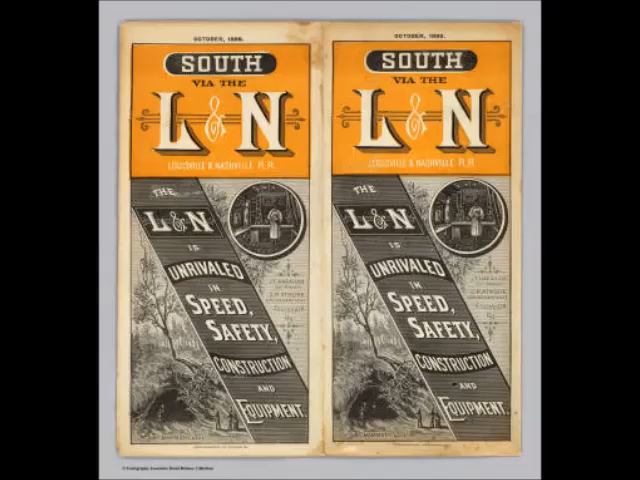 OCTOBER, 1889.
SOUTH
VIA THE
L & N
LOUISVILLE & NASHVILLE R.R.
THE
L & N
IS
UNRIVALED
IN
SPEED,
SAFETY,
CONSTRUCTION
AND
EQUIPMENT.
OCTOBER, 1889.
SOUTH
VIA THE
L & N
LOUISVILLE & NASHVILLE R.R.
THE
L & N
IS
UNRIVALED
IN
SPEED,
SAFETY,
CONSTRUCTION
AND
EQUIPMENT.